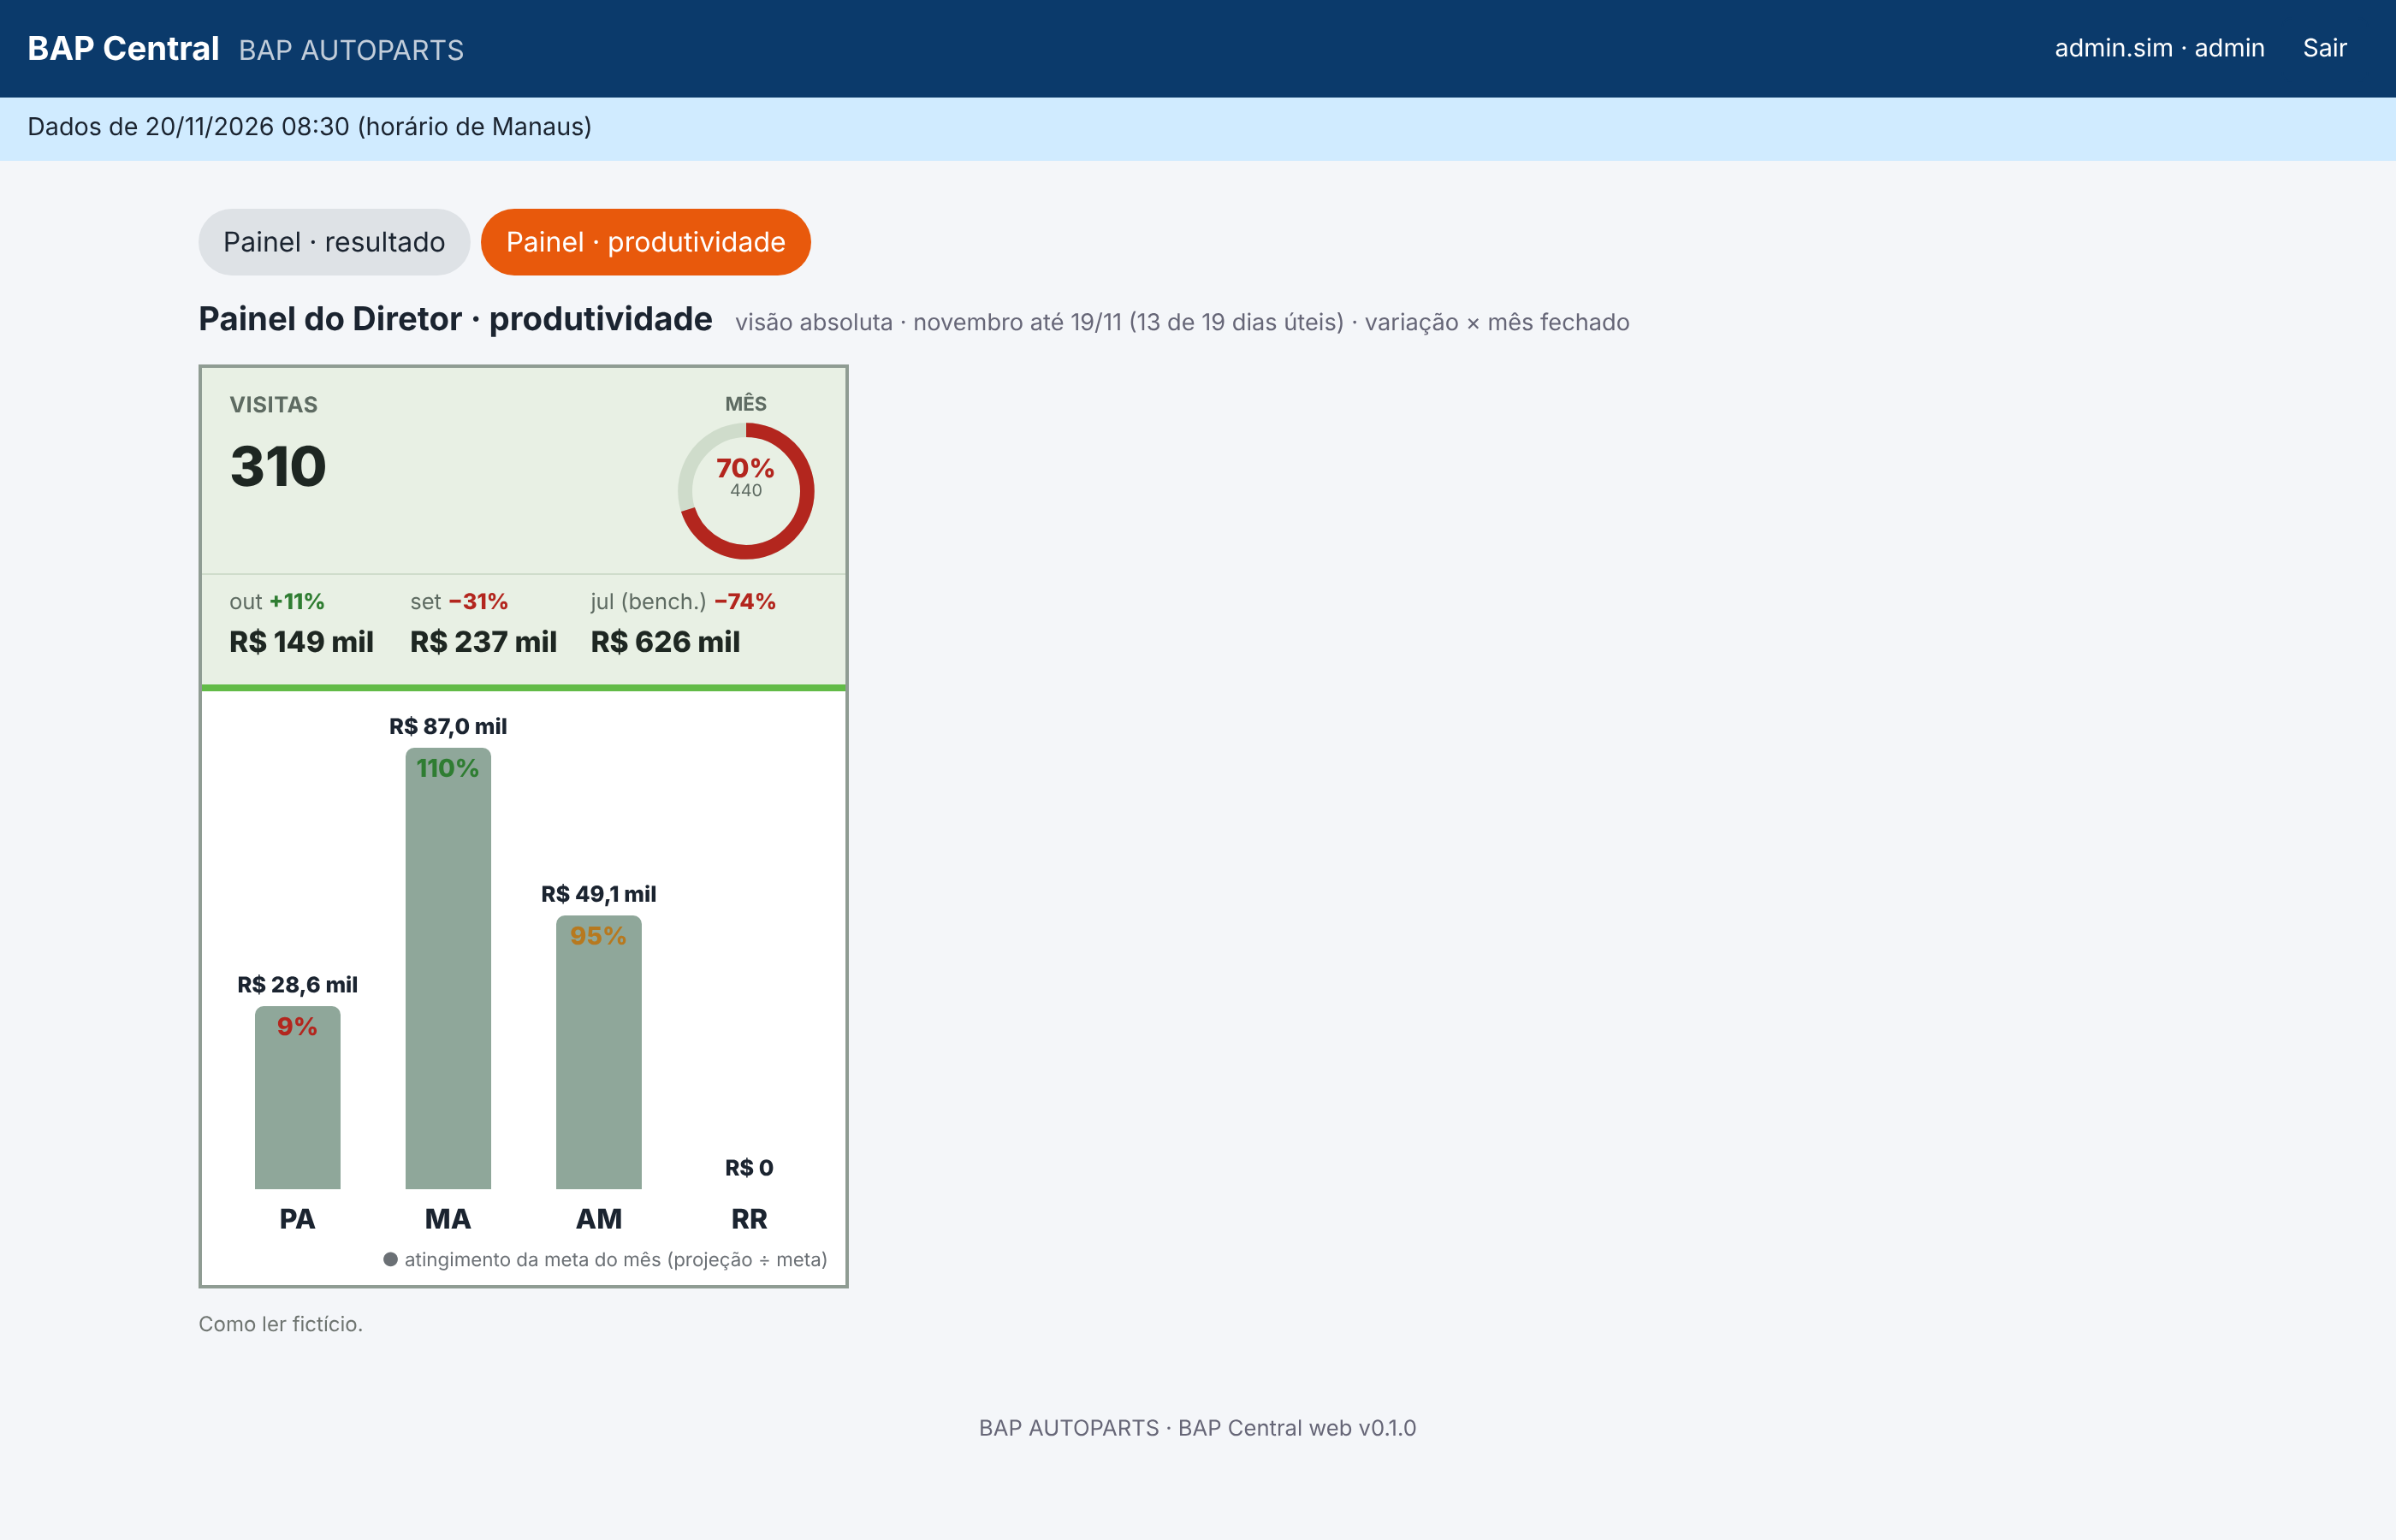 BAP Central BAP AUTOPARTS admin.sim · admin Sair
Dados de 20/11/2026 08:30 (horário de Manaus)
Painel · resultado Painel · produtividade
Painel do Diretor · produtividade visão absoluta · novembro até 19/11 (13 de 19 dias úteis) · variação × mês fechado
VISITAS MÊS
310
70%
440
out +11% set −31% jul (bench.) −74%
R$ 149 mil R$ 237 mil R$ 626 mil
R$ 87,0 mil
110%
R$ 49,1 mil
95%
R$ 28,6 mil
9%
R$ 0
PA MA AM RR
atingimento da meta do mês (projeção ÷ meta)
Como ler fictício.
BAP AUTOPARTS · BAP Central web v0.1.0